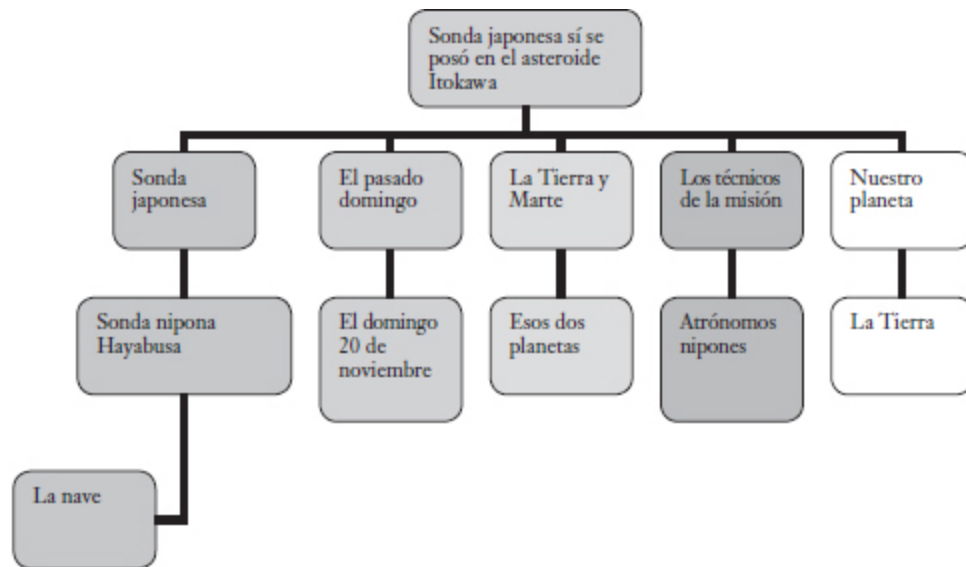 Sonda japonesa sí se
posó en el asteroide
Itokawa
Sonda
japonesa
El pasado
domingo
La Tierra y
Marte
Los técnicos
de la misión
Nuestro
planeta
Sonda nipona
Hayabusa
El domingo
20 de
noviembre
Esos dos
planetas
Atrónomos
nipones
La Tierra
La nave